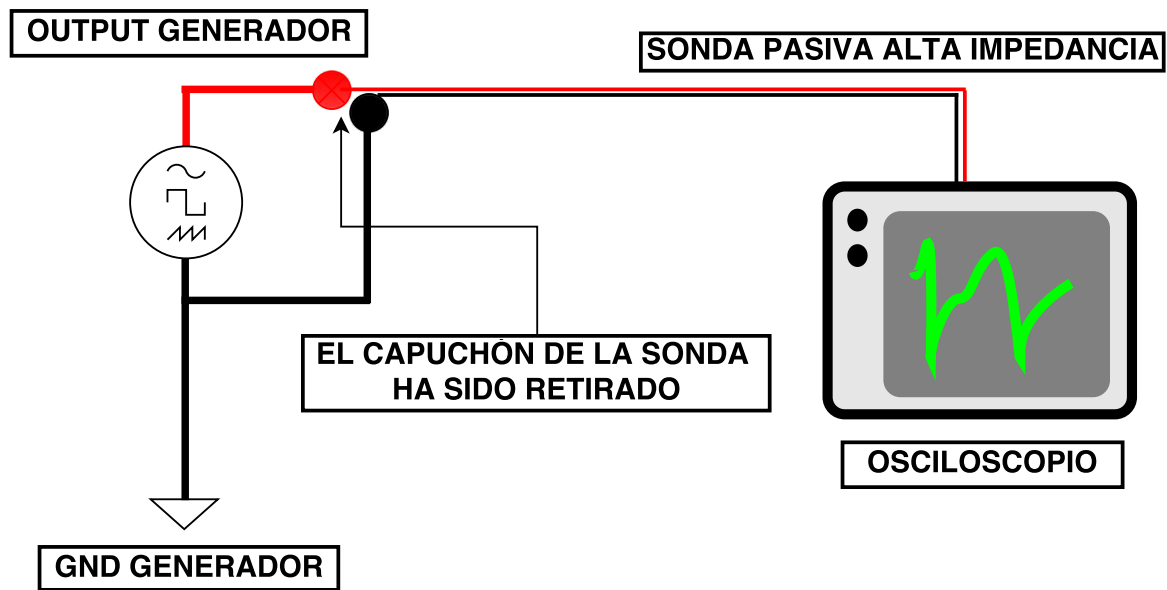 OUTPUT GENERADOR
SONDA PASIVA ALTA IMPEDANCIA
EL CAPUCHÓN DE LA SONDA
HA SIDO RETIRADO
OSCILOSCOPIO
GND GENERADOR